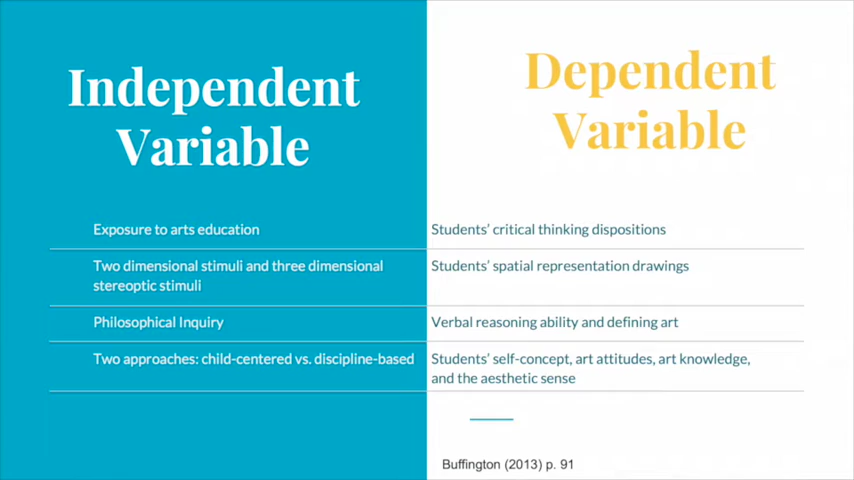 Independent
Variable
Dependent
Variable
Exposure to arts education
Students' critical thinking dispositions
Two dimensional stimuli and three dimensional
stereoptic stimuli
Students' spatial representation drawings
Philosophical Inquiry
Verbal reasoning ability and defining art
Two approaches: child-centered vs. discipline-based
Students' self-concept, art attitudes, art knowledge,
and the aesthetic sense
Buffington (2013) p. 91